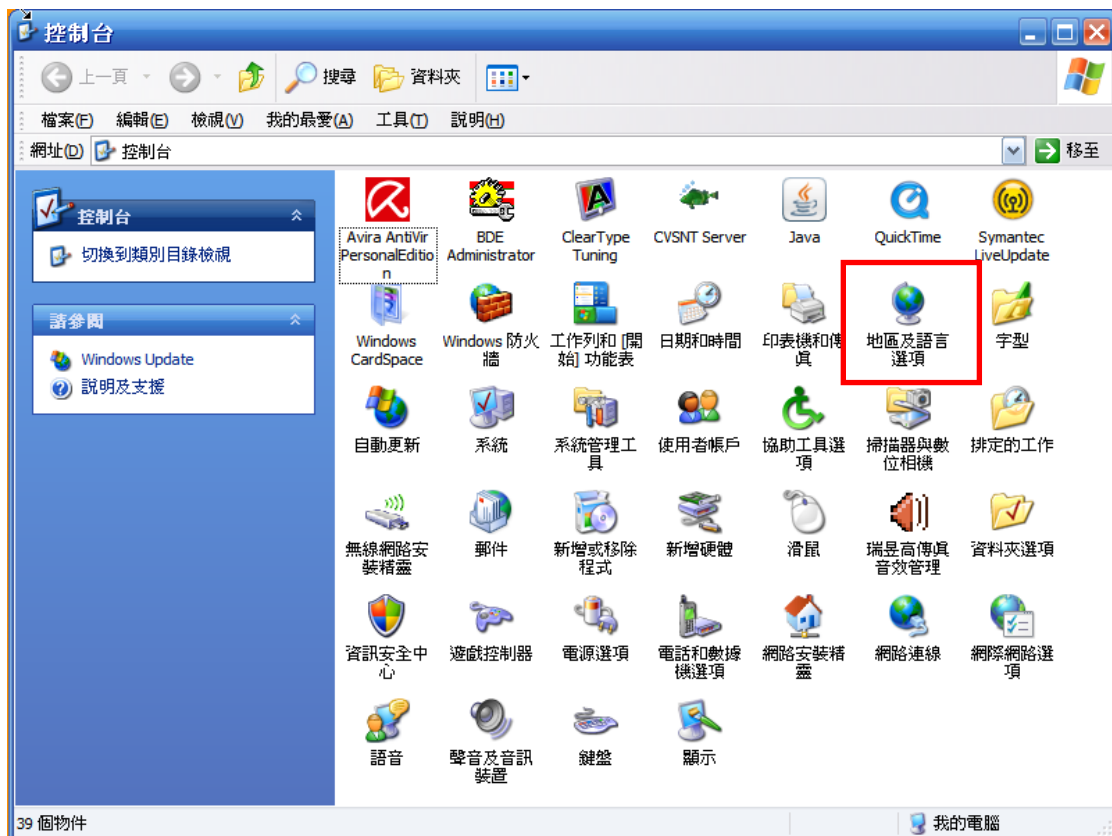 控制台
上一頁
搜尋
資料夾
檔案(F) 編輯(E) 檢視(V) 我的最愛(A) 工具(T) 說明(H)
網址(D) 控制台 移至
控制台
切換到類別目錄檢視
請參閱
Windows Update
說明及支援
Avira AntiVir
PersonalEditio
n
BDE
Administrator
ClearType
Tuning
CVSNT Server
Java
QuickTime
Symantec
LiveUpdate
Windows
CardSpace
Windows 防火
牆
工作列和 [開
始] 功能表
日期和時間
印表機和傳
真
地區及語言
選項
字型
自動更新
系統
系統管理工
具
使用者帳戶
協助工具選
項
掃描器與數
位相機
排定的工作
無線網路安
裝精靈
郵件
新增或移除
程式
新增硬體
滑鼠
瑞昱高傳真
音效管理
資料夾選項
資訊安全中
心
遊戲控制器
電源選項
電話和數據
機選項
網路安裝精
靈
網路連線
網際網路選
項
語音
聲音及音訊
裝置
鍵盤
顯示
39 個物件
我的電腦